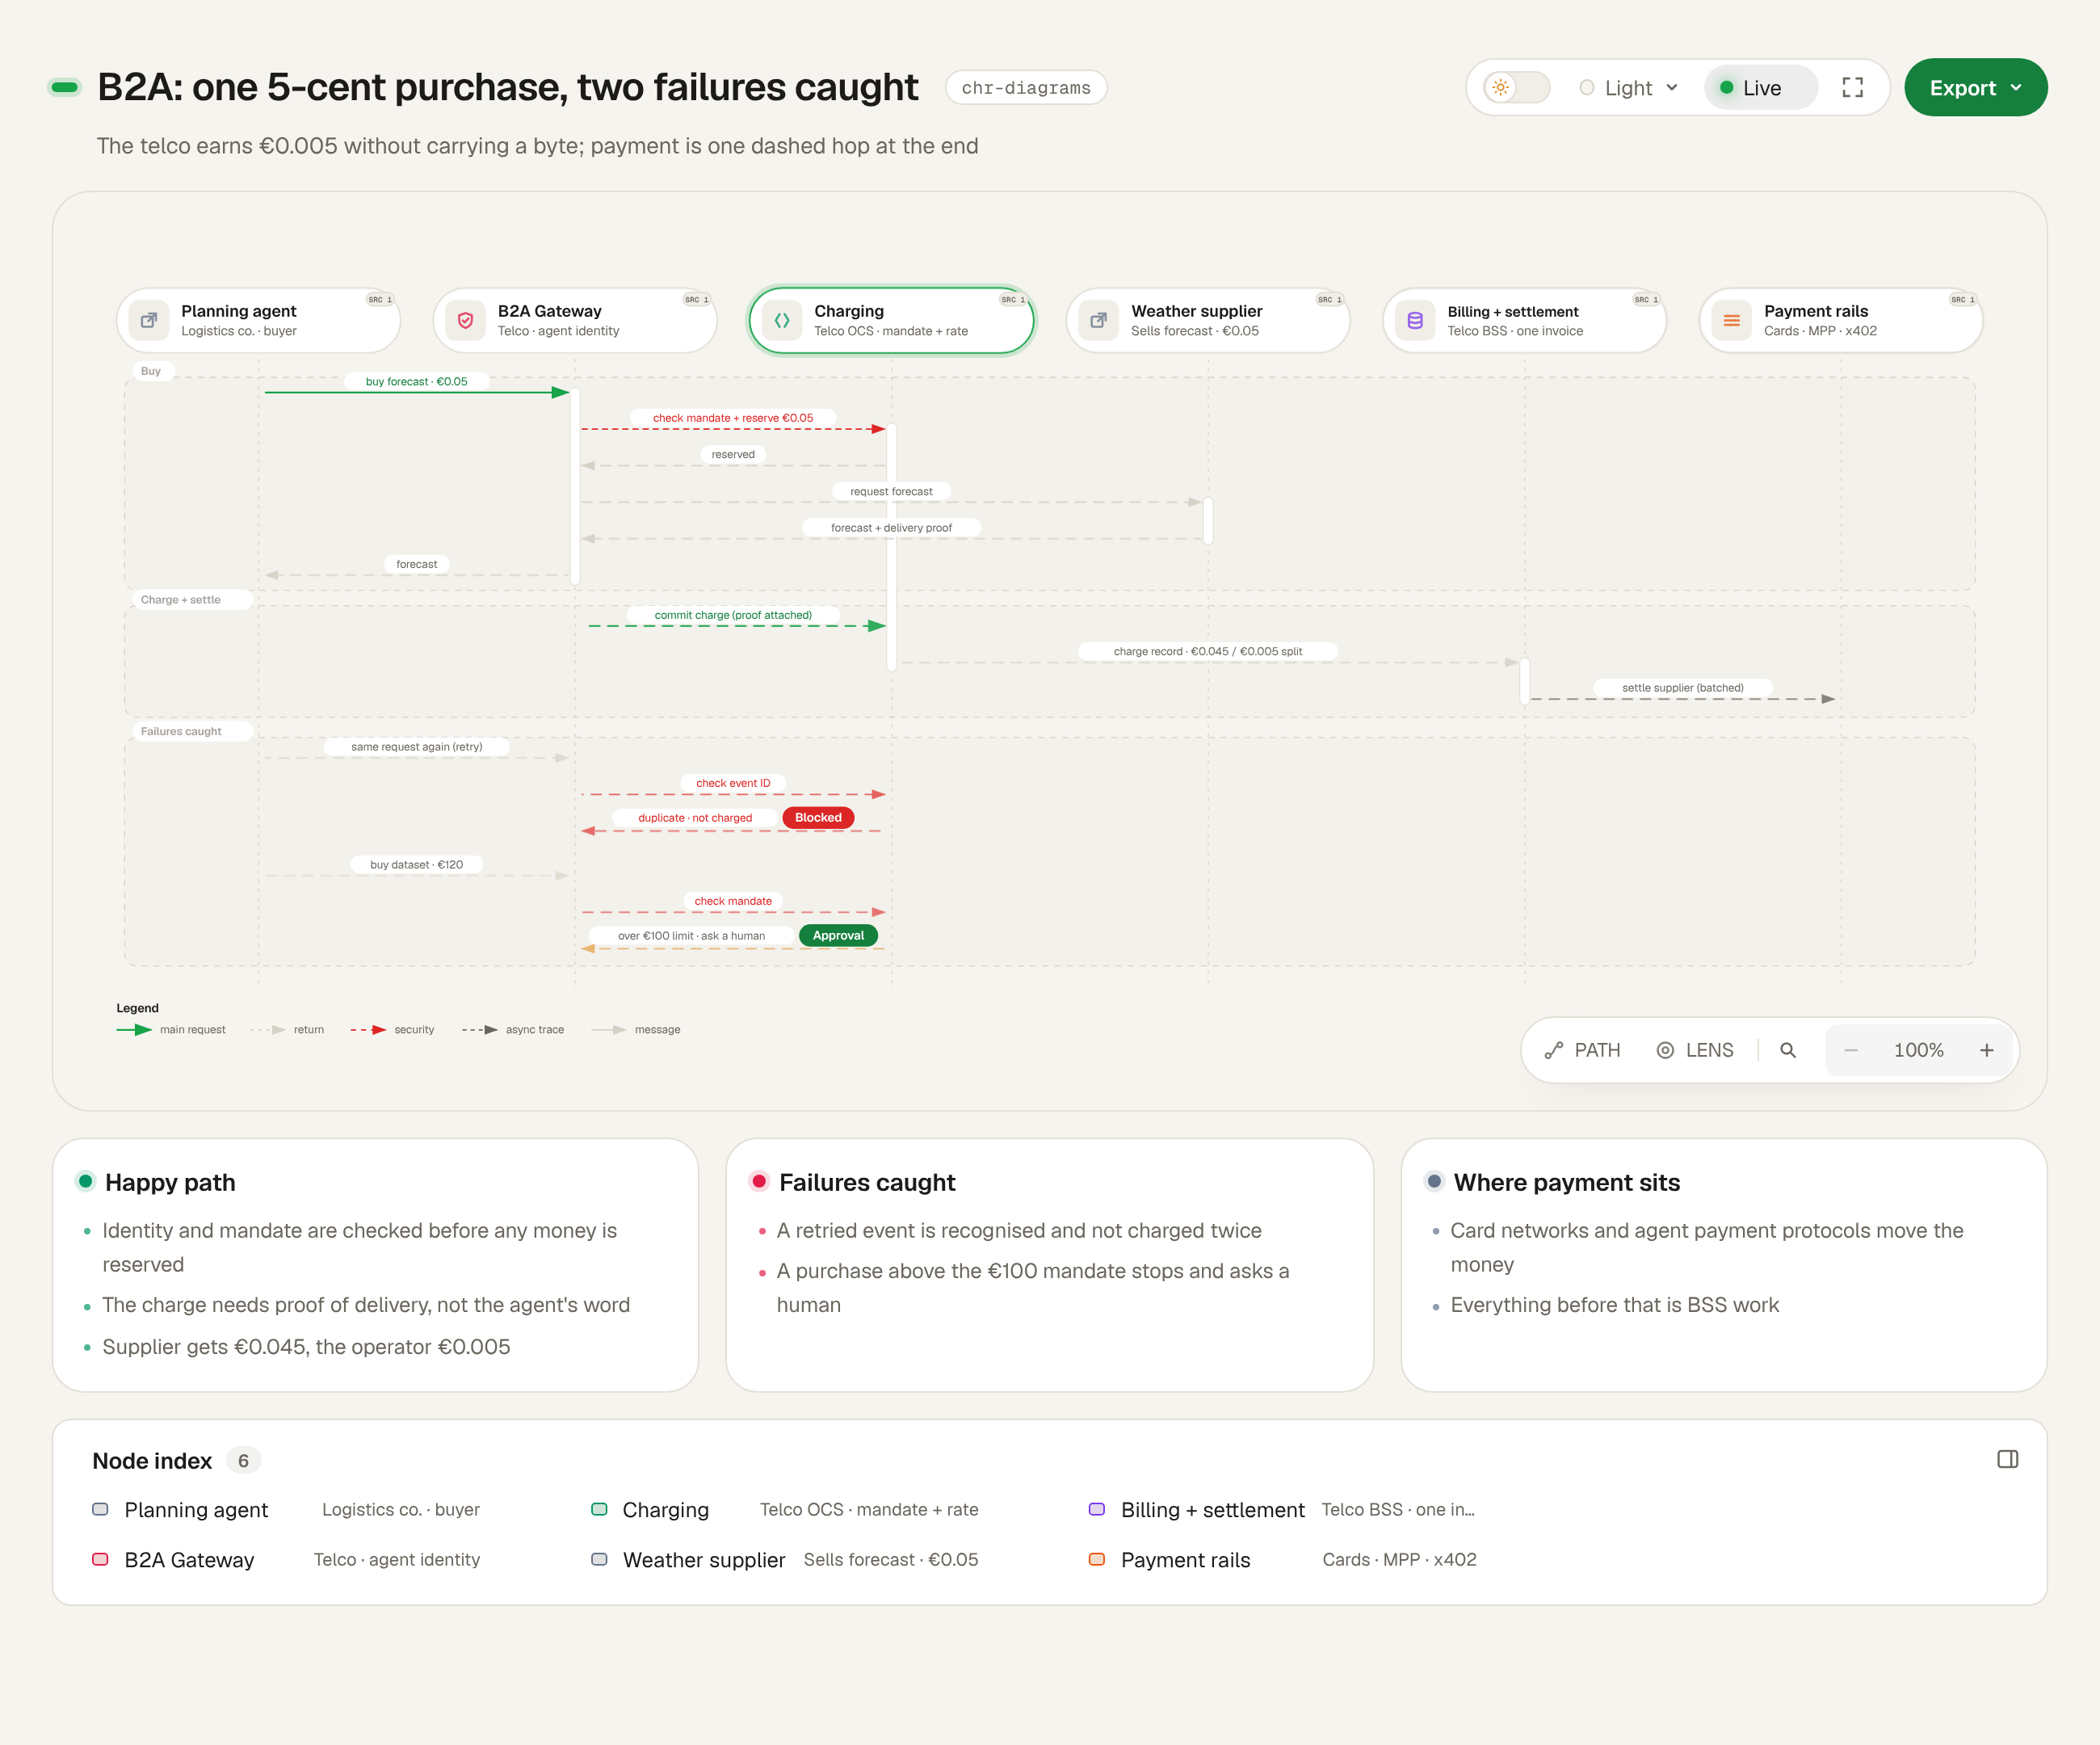 B2A: one 5-cent purchase, two failures caught
chr-diagrams
Light
Live
Export
The telco earns €0.005 without carrying a byte; payment is one dashed hop at the end
Planning agent
Logistics co. · buyer
SRC 1
B2A Gateway
Telco · agent identity
SRC 1
Charging
Telco OCS · mandate + rate
SRC 1
Weather supplier
Sells forecast · €0.05
SRC 1
Billing + settlement
Telco BSS · one invoice
SRC 1
Payment rails
Cards · MPP · x402
SRC 1
Buy
buy forecast · €0.05
check mandate + reserve €0.05
reserved
request forecast
forecast + delivery proof
forecast
Charge + settle
commit charge (proof attached)
charge record · €0.045 / €0.005 split
settle supplier (batched)
Failures caught
same request again (retry)
check event ID
duplicate · not charged
Blocked
buy dataset · €120
check mandate
over €100 limit · ask a human
Approval
Legend
main request
return
security
async trace
message
PATH
LENS
100%
Happy path
Identity and mandate are checked before any money is
reserved
The charge needs proof of delivery, not the agent's word
Supplier gets €0.045, the operator €0.005
Failures caught
A retried event is recognised and not charged twice
A purchase above the €100 mandate stops and asks a
human
Where payment sits
Card networks and agent payment protocols move the
money
Everything before that is BSS work
Node index 6
Planning agent Logistics co. · buyer
Charging Telco OCS · mandate + rate
Billing + settlement Telco BSS · one in...
B2A Gateway Telco · agent identity
Weather supplier Sells forecast · €0.05
Payment rails Cards · MPP · x402